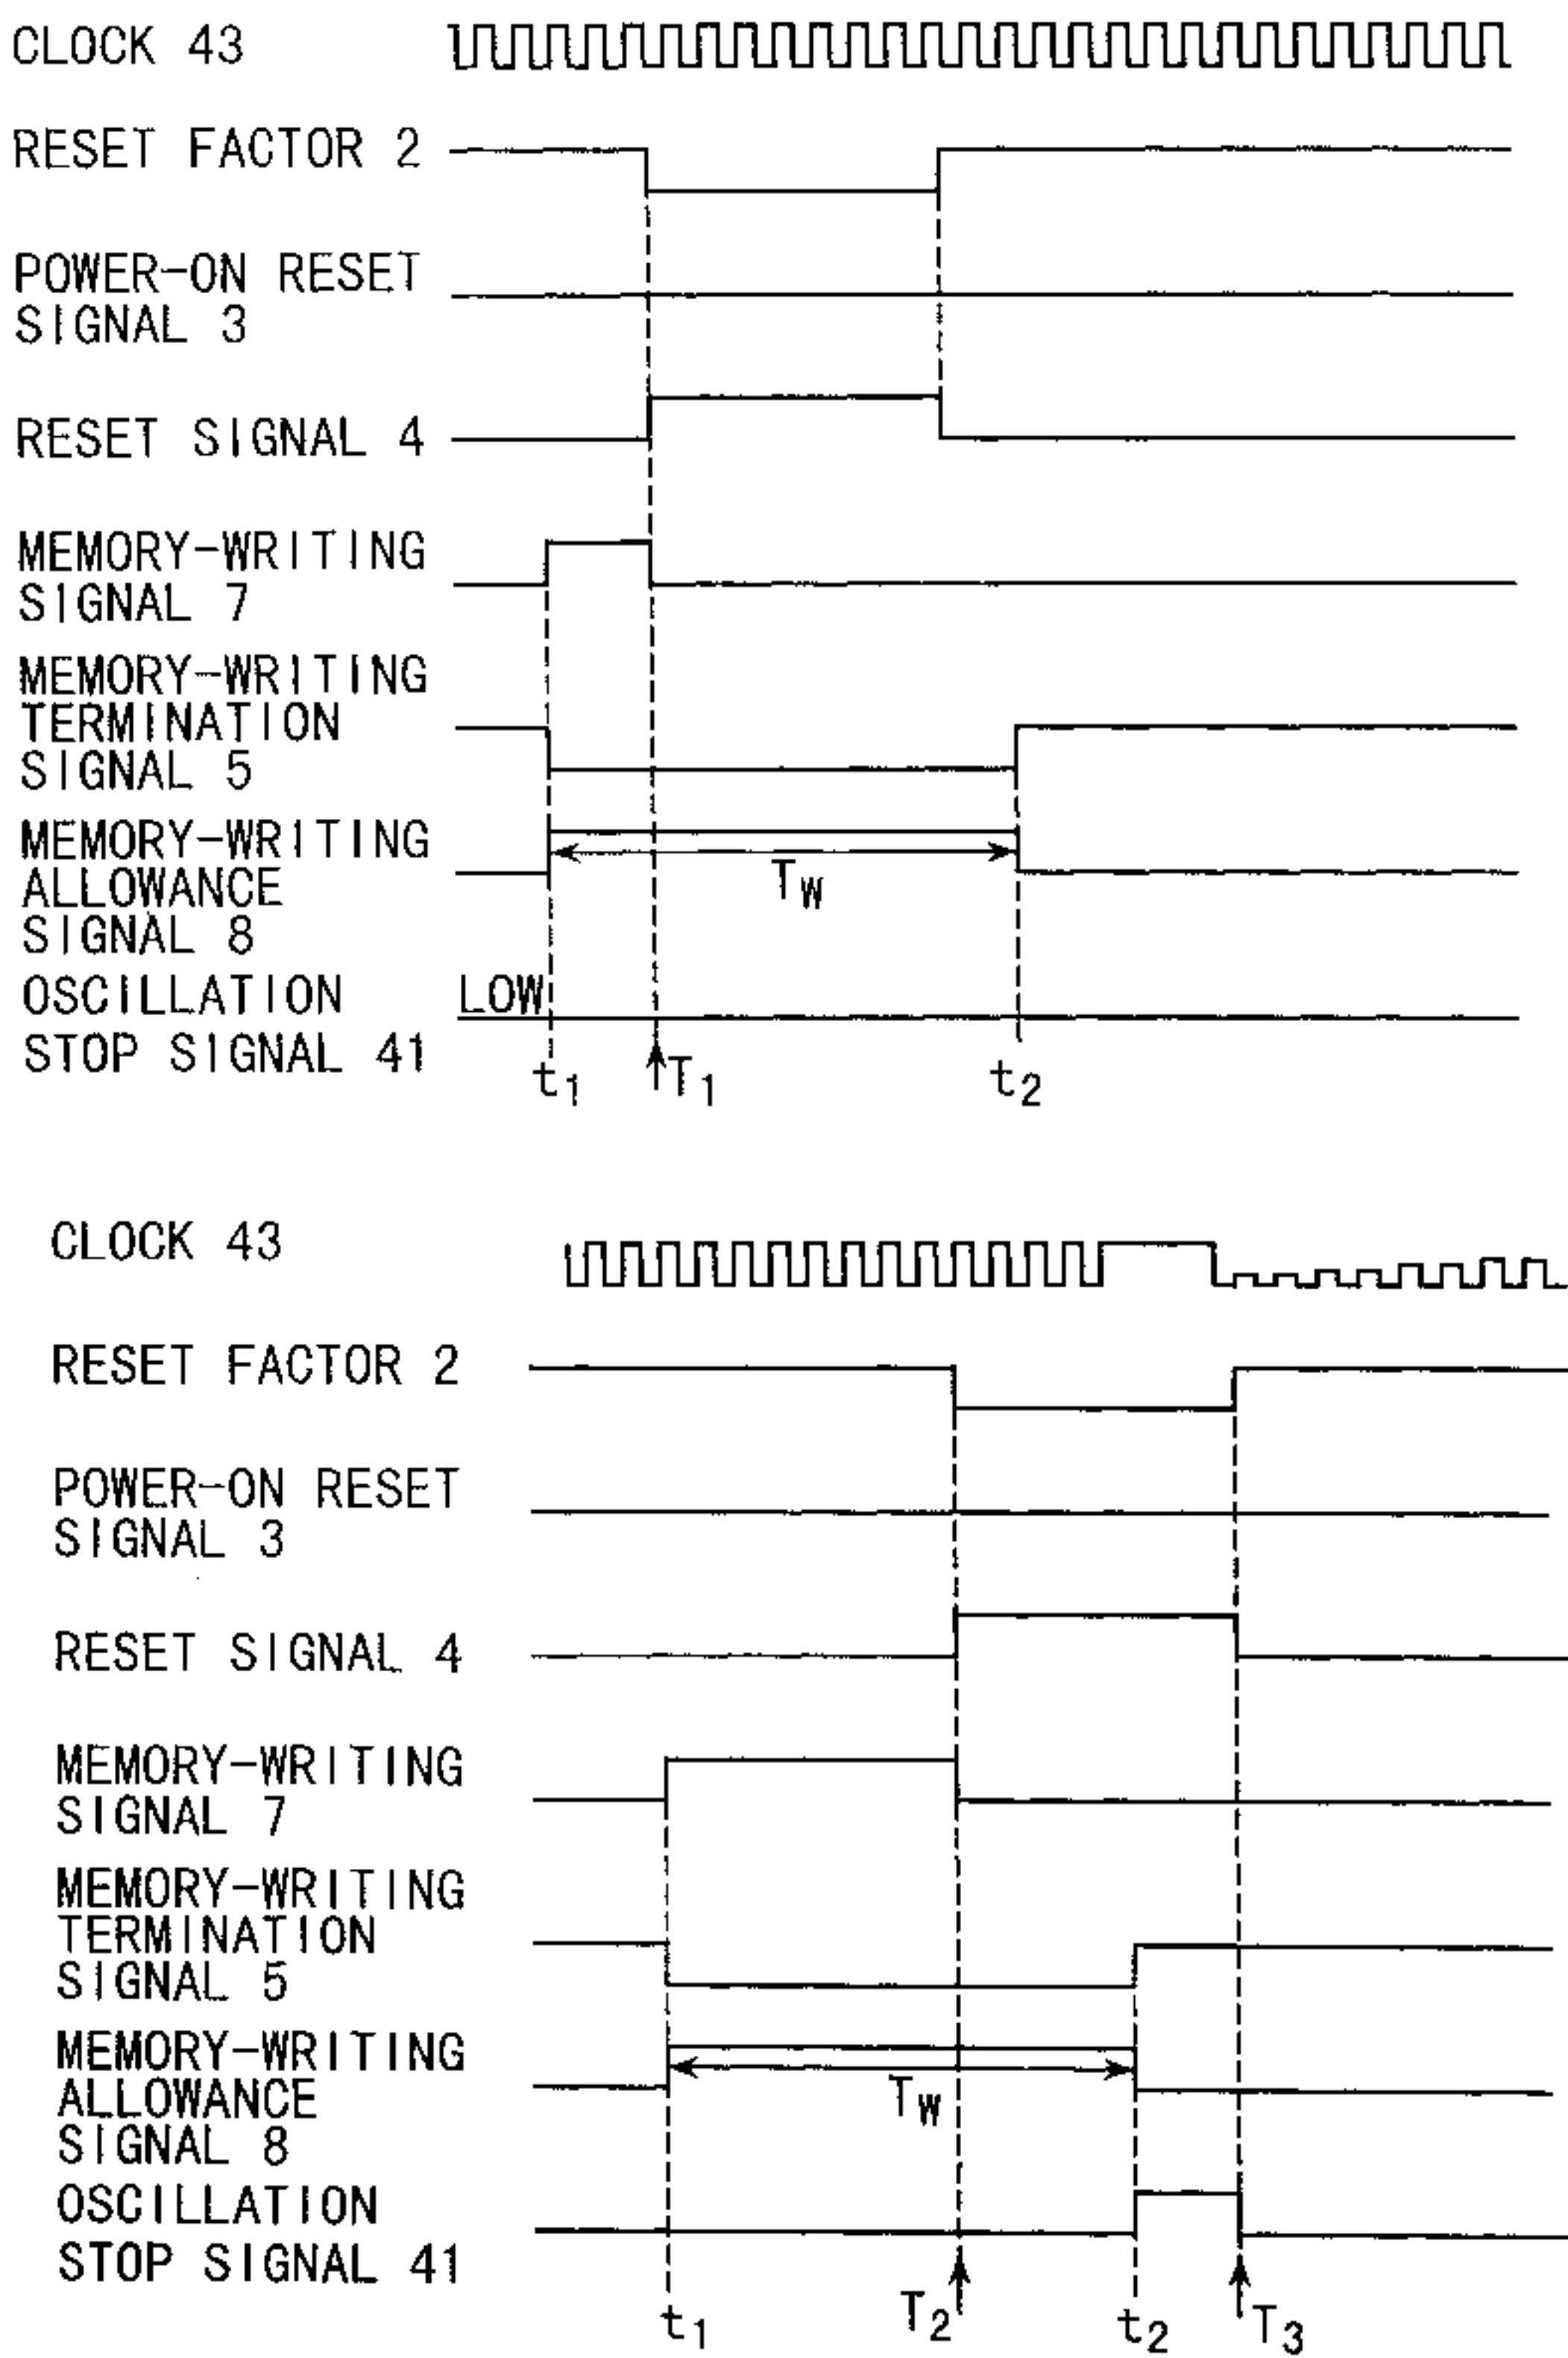 CLOCK 43
RESET FACTOR 2
POWER-ON RESET
SIGNAL 3
RESET SIGNAL 4
MEMORY-WRITING
SIGNAL 7
MEMORY-WRITING
TERMINATION
SIGNAL 5
MEMORY-WRITING
ALLOWANCE
SIGNAL 8
TW
OSCILLATION
STOP SIGNAL 41
LOW
t1
T1
t2
CLOCK 43
RESET FACTOR 2
POWER-ON RESET
SIGNAL 3
RESET SIGNAL 4
MEMORY-WRITING
SIGNAL 7
MEMORY-WRITING
TERMINATION
SIGNAL 5
MEMORY-WRITING
ALLOWANCE
SIGNAL 8
TW
OSCILLATION
STOP SIGNAL 41
t1
T2
t2
T3